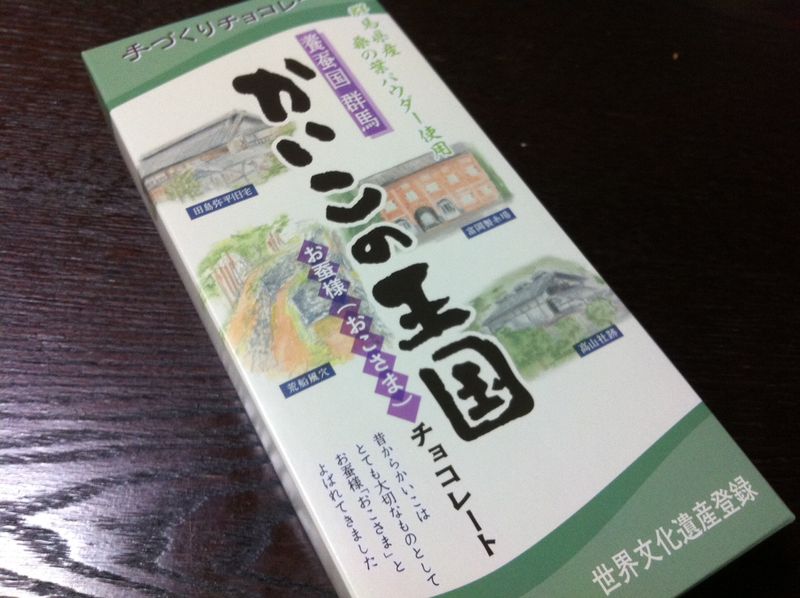 手づくりチョコレー
群馬県産
桑の葉パウダー使用
養蚕国 群馬
かいこの王国
チョコレート
お蚕様(おこさま)
田島弥平旧宅
富岡製糸場
荒船風穴
高山社跡
昔からかいこは
とても大切なものとして
お蚕様「おこさま」と
よばれてきました
世界文化遺産登録